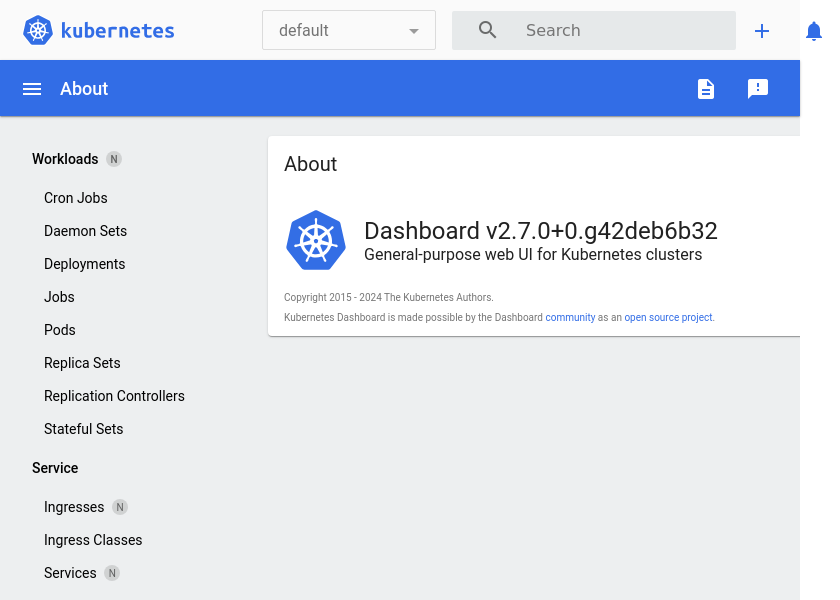 kubernetes
default
Search
About
Workloads N
Cron Jobs
Daemon Sets
Deployments
Jobs
Pods
Replica Sets
Replication Controllers
Stateful Sets
Service
Ingresses N
Ingress Classes
Services N
About
Dashboard v2.7.0+0.g42deb6b32
General-purpose web UI for Kubernetes clusters
Copyright 2015 - 2024 The Kubernetes Authors.
Kubernetes Dashboard is made possible by the Dashboard community as an open source project.